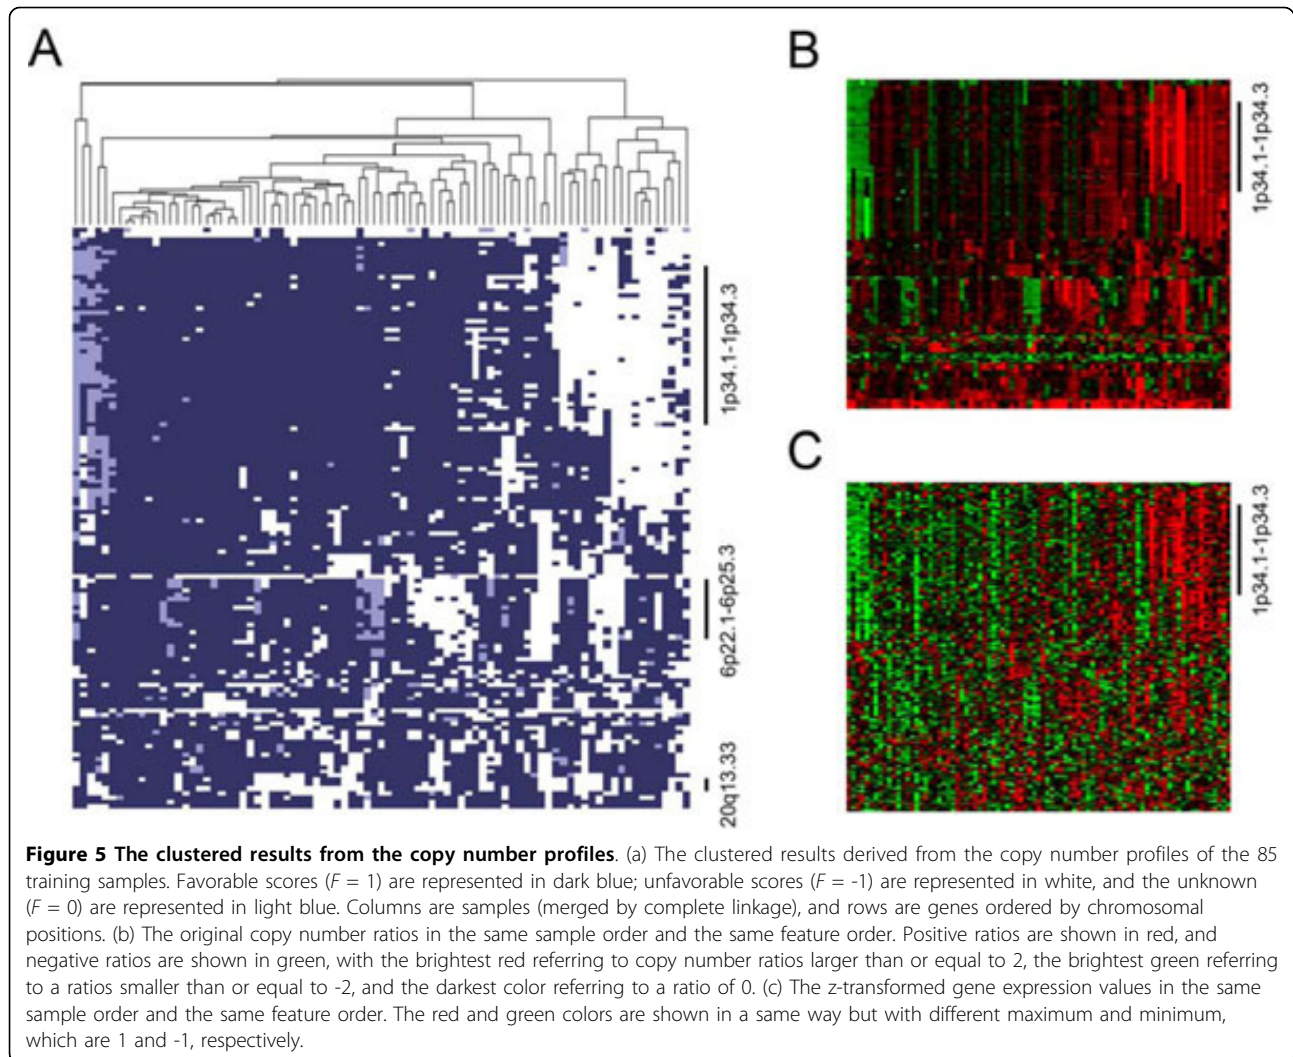 A
B
1p34.1-1p34.3
1p34.1-1p34.3
C
1p34.1-1p34.3
6p22.1-6p25.3
20q13.33
Figure 5 The clustered results from the copy number profiles. (a) The clustered results derived from the copy number profiles of the 85
training samples. Favorable scores (F = 1) are represented in dark blue; unfavorable scores (F = -1) are represented in white, and the unknown
(F = 0) are represented in light blue. Columns are samples (merged by complete linkage), and rows are genes ordered by chromosomal
positions. (b) The original copy number ratios in the same sample order and the same feature order. Positive ratios are shown in red, and
negative ratios are shown in green, with the brightest red referring to copy number ratios larger than or equal to 2, the brightest green referring
to a ratios smaller than or equal to -2, and the darkest color referring to a ratio of 0. (c) The z-transformed gene expression values in the same
sample order and the same feature order. The red and green colors are shown in a same way but with different maximum and minimum,
which are 1 and -1, respectively.